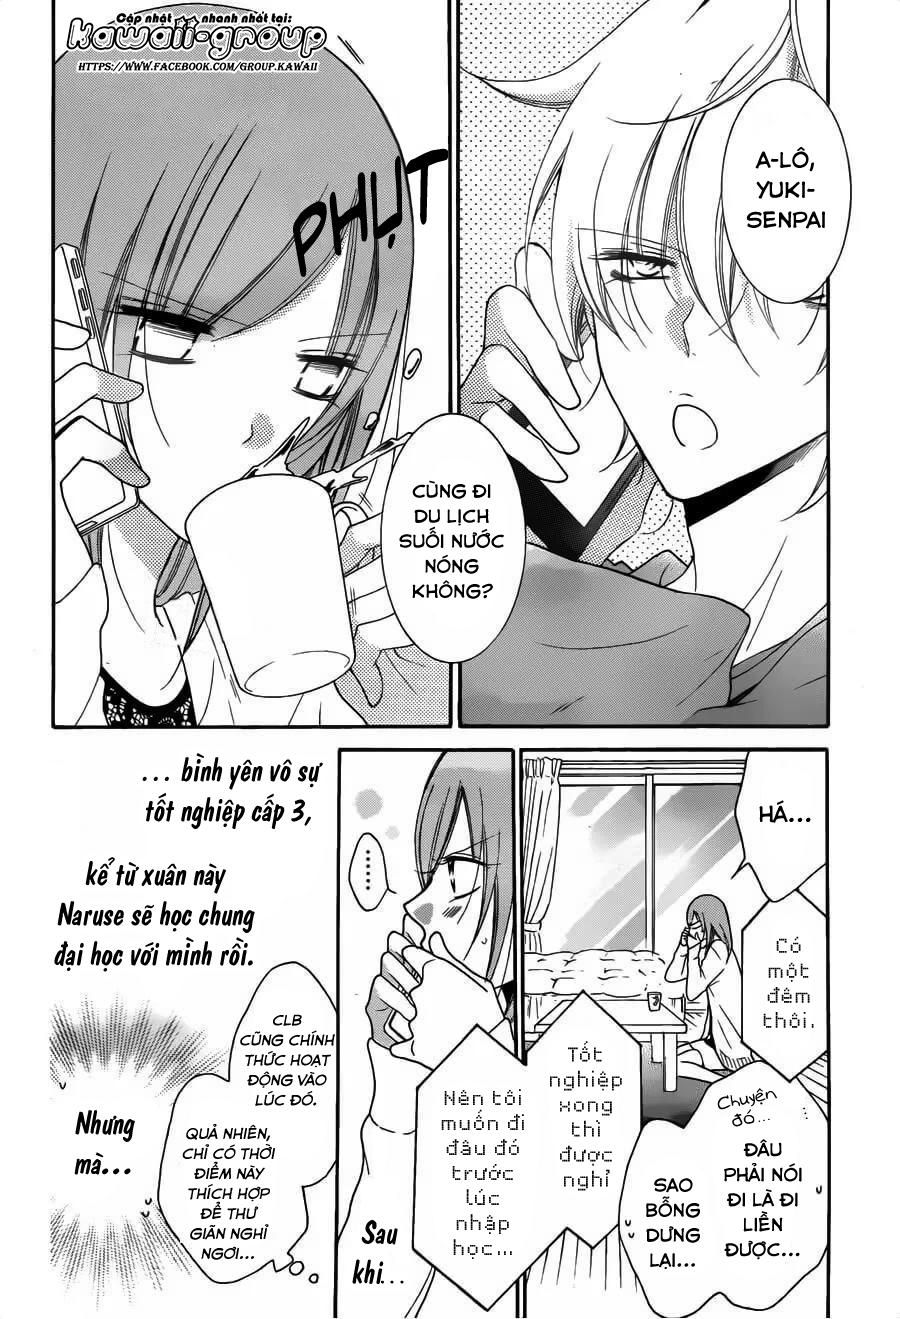 Cập nhật nhanh nhất tại:
kawaii-group
HTTPS://WWW.FACEBOOK.COM/GROUP.KAWAII
A-LÔ,
YUKI-
SENPAI
PHỤT
CÙNG ĐI
DU LỊCH
SUỐI NƯỚC
NÓNG
KHÔNG?
HÁ...
Có
một
đêm
thôi.
Chuyện
đó...
ĐÂU
PHẢI NÓI
ĐI LÀ ĐI
LIỀN
ĐƯỢC...
SAO
BỖNG
DƯNG
LẠI...
Tốt
nghiệp
xong
thì
được
nghỉ
Nên tôi
muốn đi
đâu đó
trước
lúc
nhập
học...
......
Sau
khi...
... bình yên vô sự
tốt nghiệp cấp 3,
kể từ xuân này
Naruse sẽ học chung
đại học với mình rồi.
CLB
CŨNG CHÍNH
THỨC HOẠT
ĐỘNG VÀO
LÚC ĐÓ.
QUẢ NHIÊN,
CHỈ CÓ THỜI
ĐIỂM NÀY
THÍCH HỢP
ĐỂ THƯ
GIÃN NGHỈ
NGƠI...
Nhưng
mà...